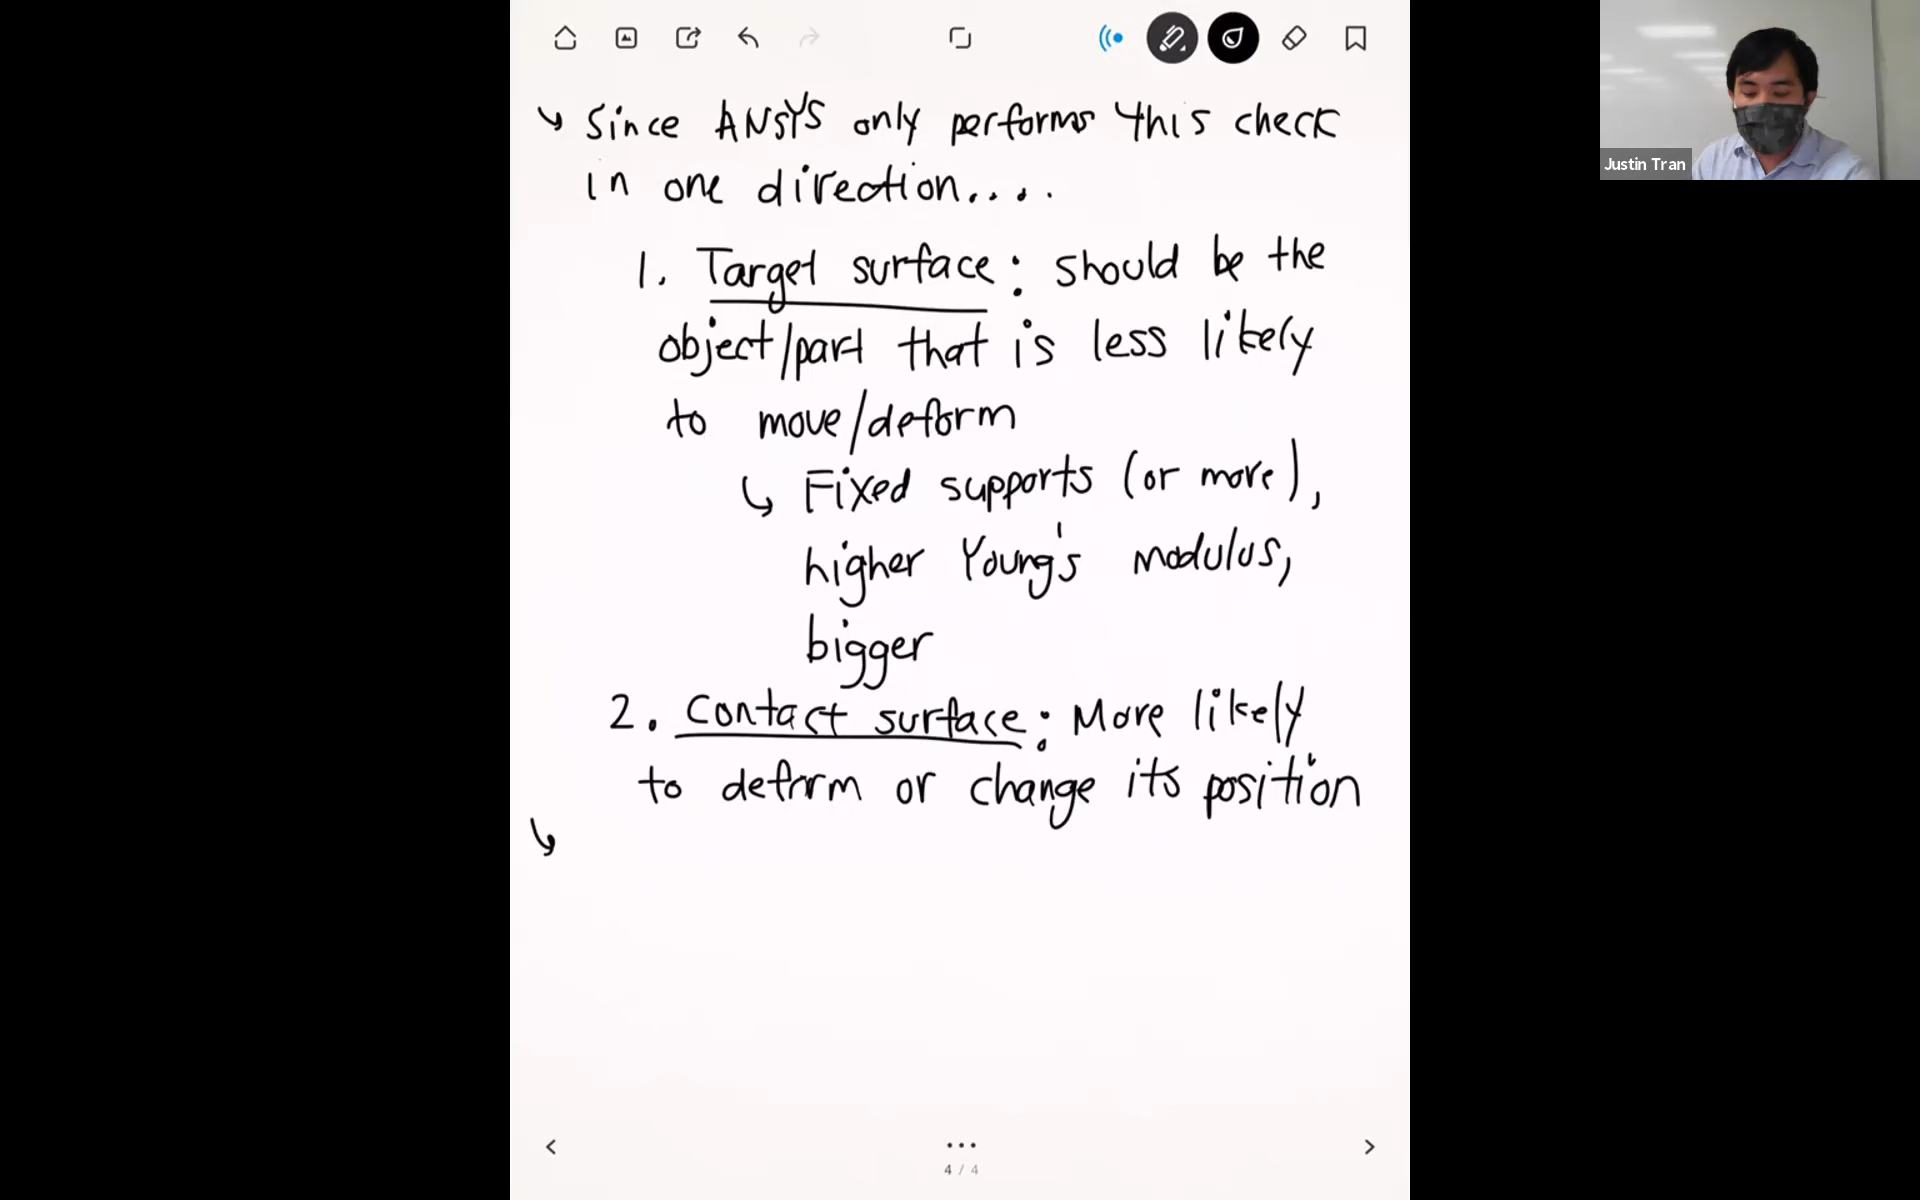 ↳ Since ANSYS only performs this check
in one direction....
1. Target surface: should be the
object/part that is less likely
to move/deform
↳ Fixed supports (or more),
higher Young's modulus,
bigger
2. Contact surface: More likely
to deform or change its position
↳
4 / 4
Justin Tran